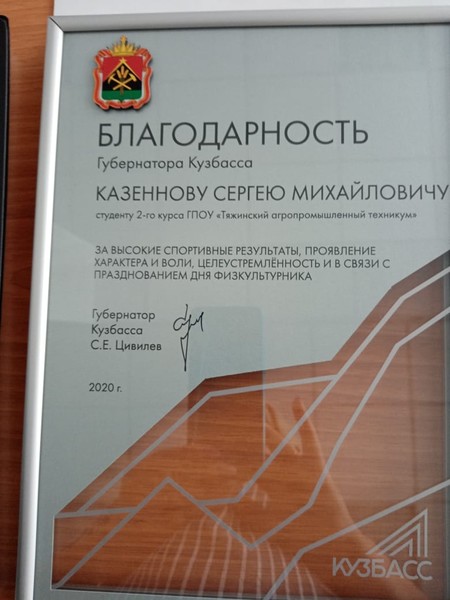 БЛАГОДАРНОСТЬ
Губернатора Кузбасса
КАЗЕННОВУ СЕРГЕЮ МИХАЙЛОВИЧУ
студенту 2-го курса ГПОУ «Тяжинский агропромышленный техникум»
ЗА ВЫСОКИЕ СПОРТИВНЫЕ РЕЗУЛЬТАТЫ, ПРОЯВЛЕНИЕ
ХАРАКТЕРА И ВОЛИ, ЦЕЛЕУСТРЕМЛЁННОСТЬ И В СВЯЗИ С
ПРАЗДНОВАНИЕМ ДНЯ ФИЗКУЛЬТУРНИКА
Губернатор
Кузбасса
С.Е. Цивилев
2020 г.
КУЗБАСС